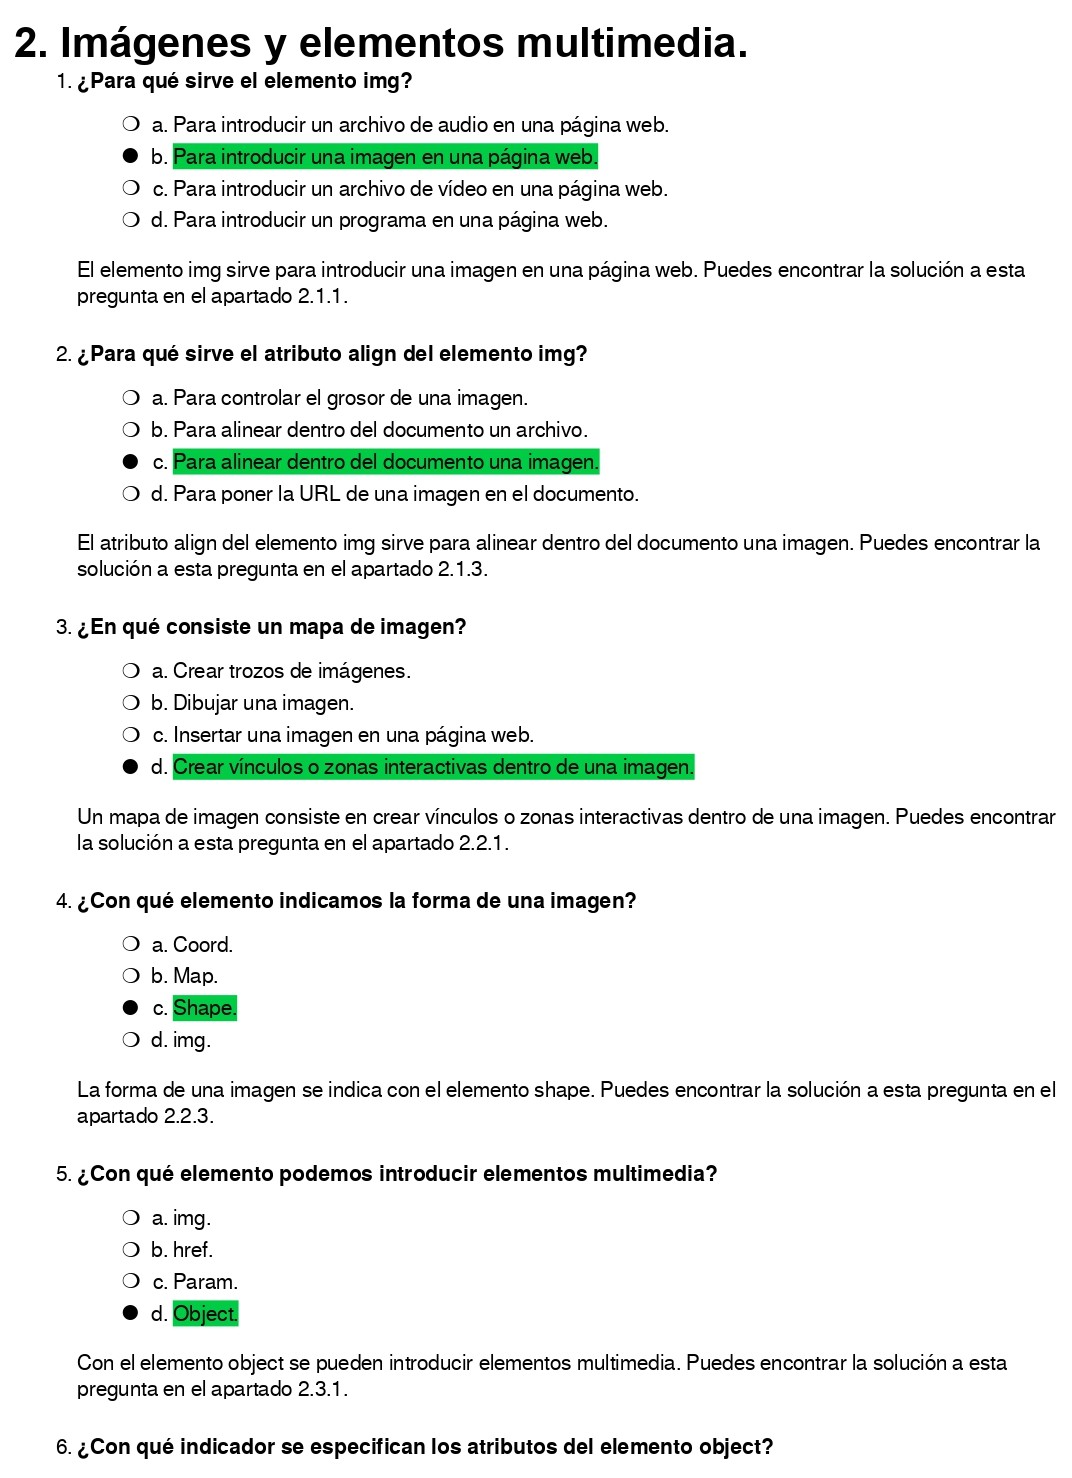 2. Imágenes y elementos multimedia.
1. ¿Para qué sirve el elemento img?
a. Para introducir un archivo de audio en una página web.
b. Para introducir una imagen en una página web.
c. Para introducir un archivo de vídeo en una página web.
d. Para introducir un programa en una página web.
El elemento img sirve para introducir una imagen en una página web. Puedes encontrar la solución a esta
pregunta en el apartado 2.1.1.
2. ¿Para qué sirve el atributo align del elemento img?
a. Para controlar el grosor de una imagen.
b. Para alinear dentro del documento un archivo.
c. Para alinear dentro del documento una imagen.
d. Para poner la URL de una imagen en el documento.
El atributo align del elemento img sirve para alinear dentro del documento una imagen. Puedes encontrar la
solución a esta pregunta en el apartado 2.1.3.
3. ¿En qué consiste un mapa de imagen?
a. Crear trozos de imágenes.
b. Dibujar una imagen.
c. Insertar una imagen en una página web.
d. Crear vínculos o zonas interactivas dentro de una imagen.
Un mapa de imagen consiste en crear vínculos o zonas interactivas dentro de una imagen. Puedes encontrar
la solución a esta pregunta en el apartado 2.2.1.
4. ¿Con qué elemento indicamos la forma de una imagen?
a. Coord.
b. Map.
c. Shape.
d. img.
La forma de una imagen se indica con el elemento shape. Puedes encontrar la solución a esta pregunta en el
apartado 2.2.3.
5. ¿Con qué elemento podemos introducir elementos multimedia?
a. img.
b. href.
c. Param.
d. Object.
Con el elemento object se pueden introducir elementos multimedia. Puedes encontrar la solución a esta
pregunta en el apartado 2.3.1.
6. ¿Con qué indicador se especifican los atributos del elemento object?